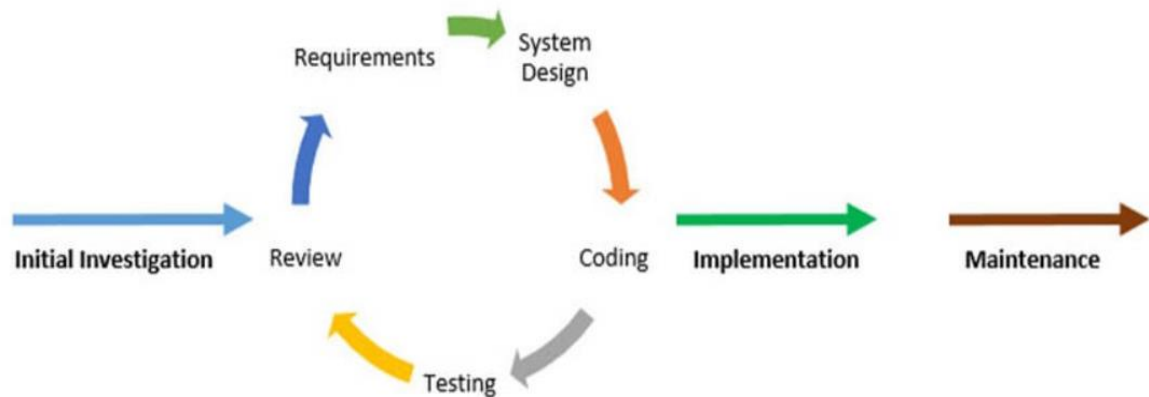 Requirements
System
Design
Initial Investigation
Review
Coding
Implementation
Maintenance
Testing